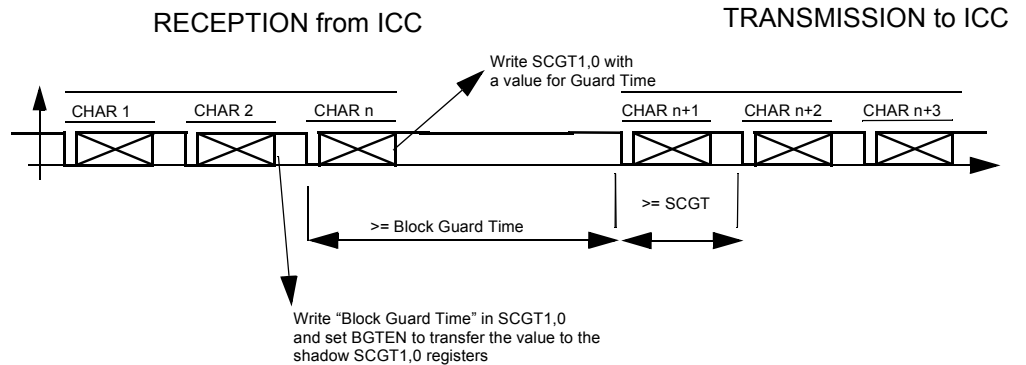 RECEPTION from ICC
TRANSMISSION to ICC
Write SCGT1,0 with
a value for Guard Time
CHAR 1
CHAR 2
CHAR n
CHAR n+1
CHAR n+2
CHAR n+3
>= SCGT
>= Block Guard Time
Write “Block Guard Time” in SCGT1,0
and set BGTEN to transfer the value to the
shadow SCGT1,0 registers